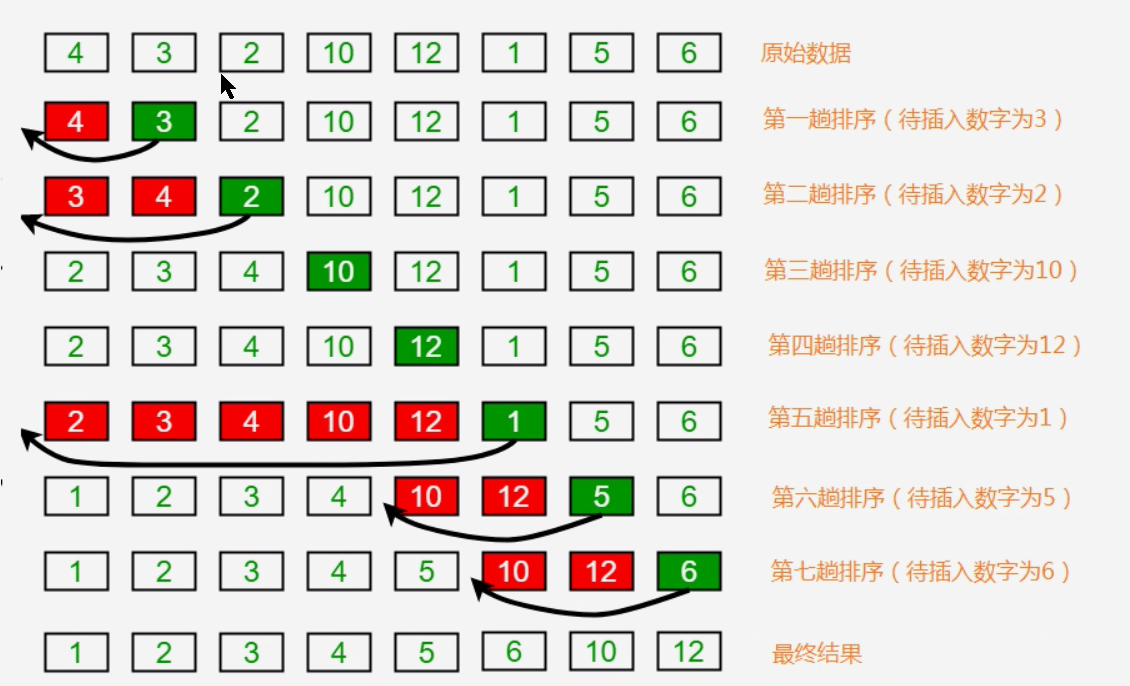 4 3 2 10 12 1 5 6 原始数据
4 3 2 10 12 1 5 6 第一趟排序（待插入数字为3）
3 4 2 10 12 1 5 6 第二趟排序（待插入数字为2）
2 3 4 10 12 1 5 6 第三趟排序（待插入数字为10）
2 3 4 10 12 1 5 6 第四趟排序（待插入数字为12）
2 3 4 10 12 1 5 6 第五趟排序（待插入数字为1）
1 2 3 4 10 12 5 6 第六趟排序（待插入数字为5）
1 2 3 4 5 10 12 6 第七趟排序（待插入数字为6）
1 2 3 4 5 6 10 12 最终结果